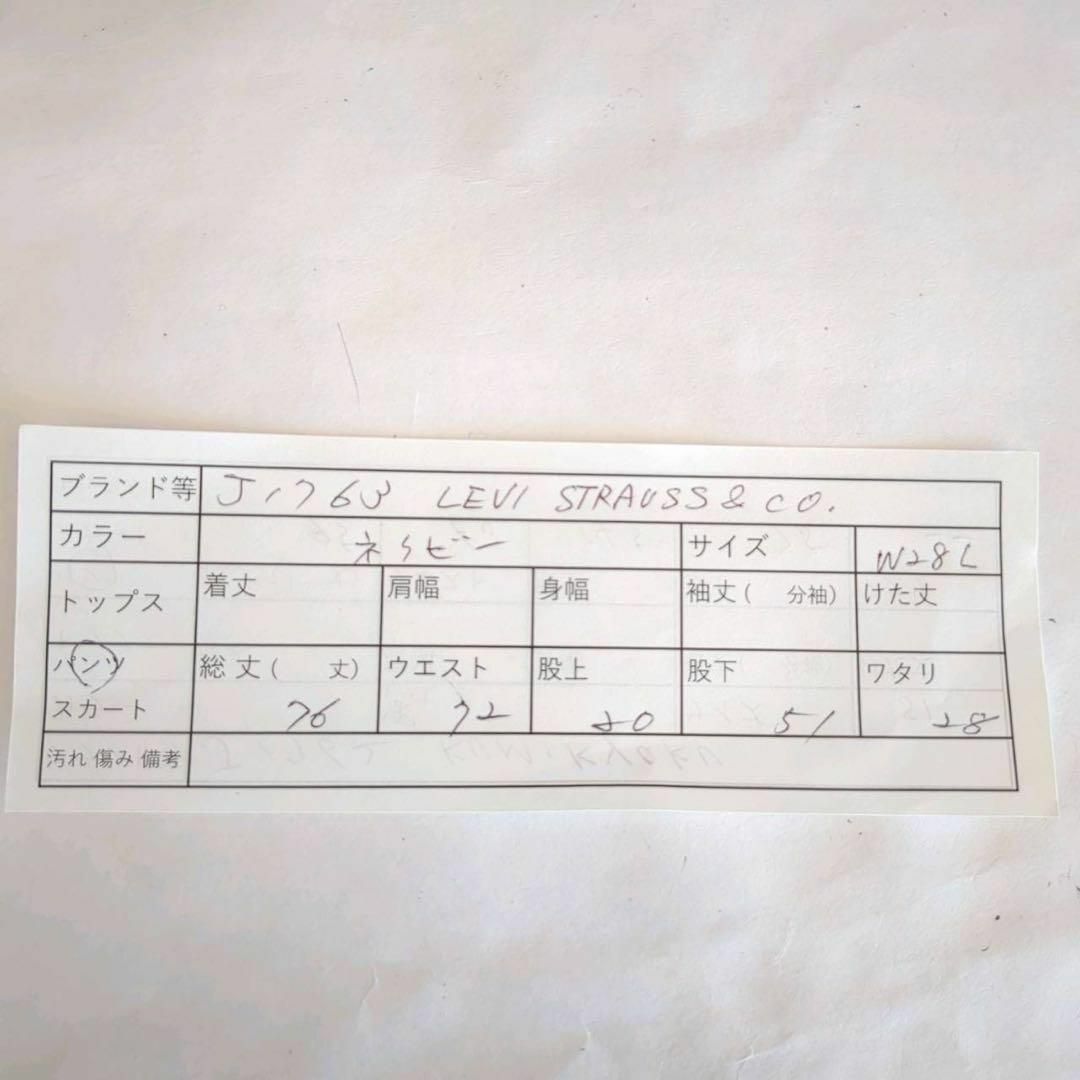 ブランド等 J1763 LEVI STRAUSS & CO.
カラー ネイビー サイズ W28L
トップス 着丈 肩幅 身幅 袖丈( 分袖) けた丈
パンツ 総丈( 丈) ウエスト 股上 股下 ワタリ
スカート 76 72 20 51 28
汚れ 傷み 備考